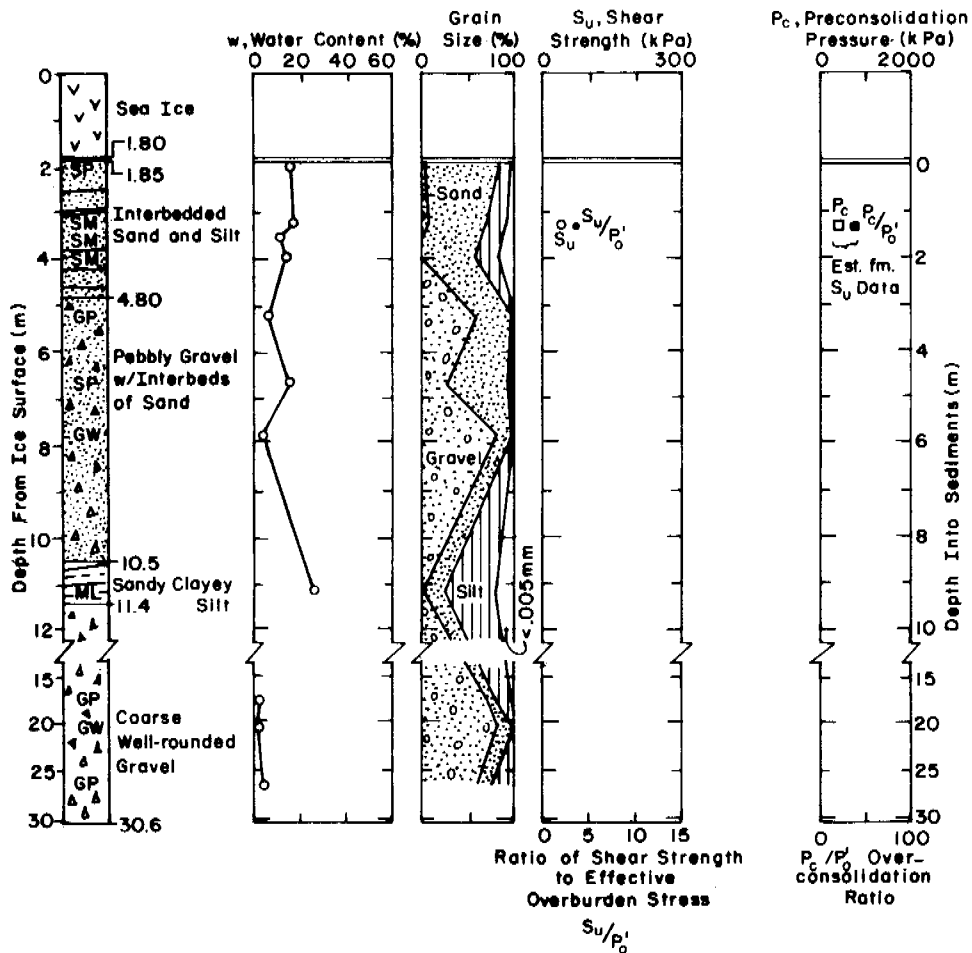 w, Water Content (%)
0 20 40 60
Grain
Size (%)
0 100
Su, Shear
Strength (kPa)
0 300
Pc, Preconsolidation
Pressure (kPa)
0 2000
Depth From Ice Surface (m)
0
2
4
6
8
10
12
15
20
25
30
Sea Ice
1.80
1.85
SP
Interbedded
Sand and Silt
SM
SM
SM
4.80
GP
Pebbly Gravel
w/Interbeds
of Sand
SP
GW
10.5
Sandy Clayey
Silt
ML
11.4
GP
GW
GP
Coarse
Well-rounded
Gravel
30.6
Sand
Gravel
Silt
<.005mm
Su
Su/Po'
Pc
Pc/Po'
Est. fm.
Su Data
Depth Into Sediments (m)
0
2
4
6
8
10
15
20
25
30
0 5 10 15
Ratio of Shear Strength
to Effective
Overburden Stress
Su/Po'
0 100
Pc/Po' Over-
consolidation
Ratio